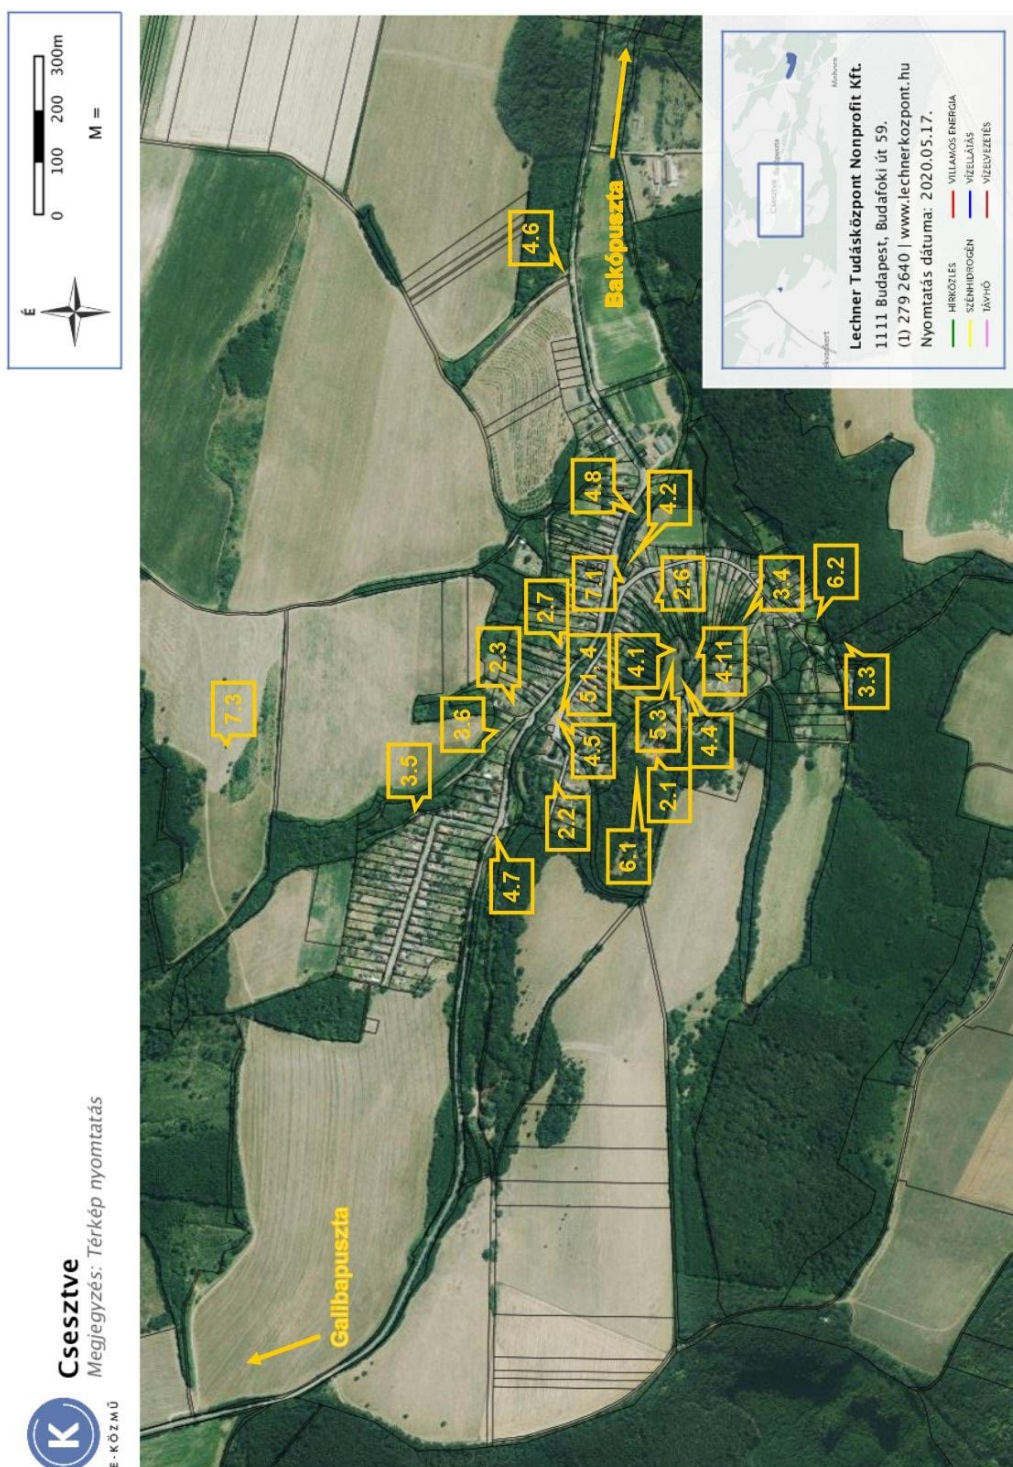 K
E-KÖZMŰ
Csesztve
Megjegyzés: Térkép nyomtatás
É
0 100 200 300m
M =
Galibapuszta
Bakópuszta
7.3
3.5
3.6
2.3
2.7
4.6
4.7
2.2
4.5
5.1, 4.
7.1
4.8
4.2
6.1
2.1
5.3
4.1
2.6
4.4
4.11
3.4
6.2
3.3
Csesztve
Mohora
Lechner Tudásközpont Nonprofit Kft.
1111 Budapest, Budafoki út 59.
(1) 279 2640 | www.lechnerkozpont.hu
Nyomtatás dátuma: 2020.05.17.
HÍRKÖZLÉS
VILLAMOS ENERGIA
SZÉNHIDROGÉN
VÍZELLÁTÁS
TÁVHŐ
VÍZELVEZETÉS